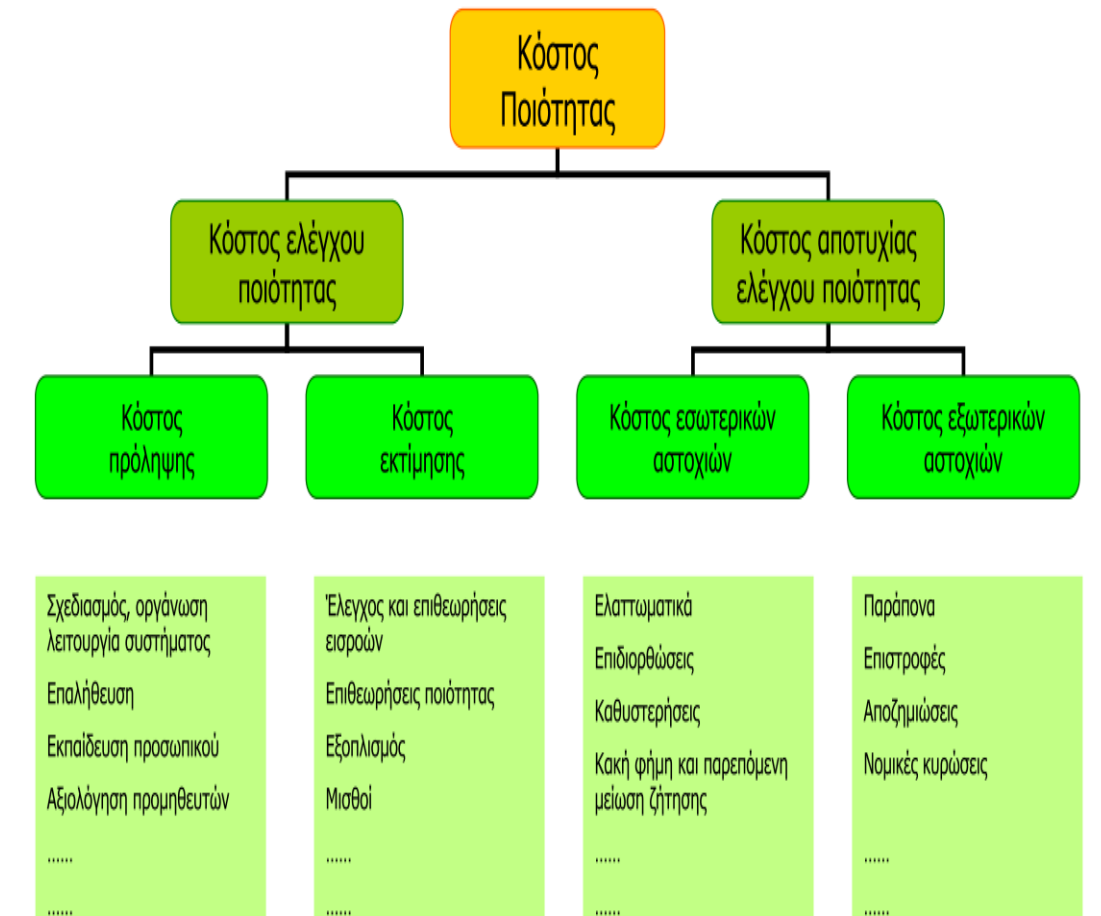 Κόστος
Ποιότητας
Κόστος ελέγχου
ποιότητας
Κόστος αποτυχίας
ελέγχου ποιότητας
Κόστος
πρόληψης
Κόστος
εκτίμησης
Κόστος εσωτερικών
αστοχιών
Κόστος εξωτερικών
αστοχιών
Σχεδιασμός, οργάνωση
λειτουργία συστήματος
Επαλήθευση
Εκπαίδευση προσωπικού
Αξιολόγηση προμηθευτών
......
......
Έλεγχος και επιθεωρήσεις
εισροών
Επιθεωρήσεις ποιότητας
Εξοπλισμός
Μισθοί
......
......
Ελαττωματικά
Επιδιορθώσεις
Καθυστερήσεις
Κακή φήμη και παρεπόμενη
μείωση ζήτησης
......
......
Παράπονα
Επιστροφές
Αποζημιώσεις
Νομικές κυρώσεις
......
......